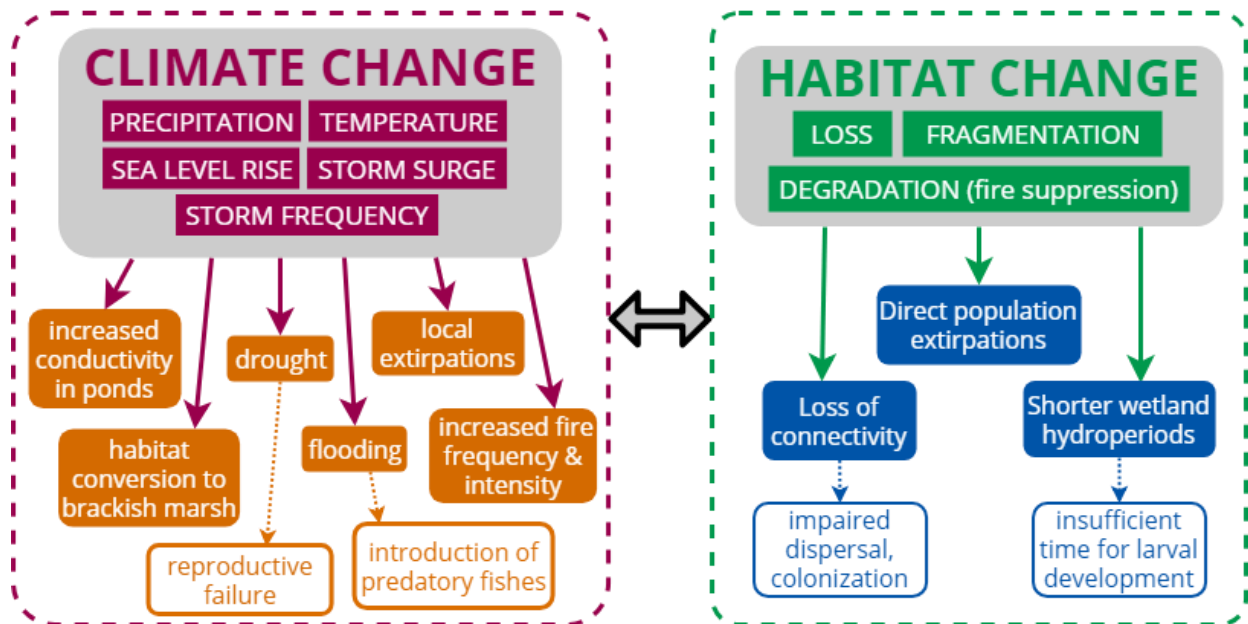 CLIMATE CHANGE
PRECIPITATION
TEMPERATURE
SEA LEVEL RISE
STORM SURGE
STORM FREQUENCY
increased
conductivity
in ponds
habitat
conversion to
brackish marsh
drought
reproductive
failure
flooding
introduction of
predatory fishes
local
extirpations
increased fire
frequency &
intensity
HABITAT CHANGE
LOSS
FRAGMENTATION
DEGRADATION (fire suppression)
Direct population
extirpations
Loss of
connectivity
impaired
dispersal,
colonization
Shorter wetland
hydroperiods
insufficient
time for larval
development